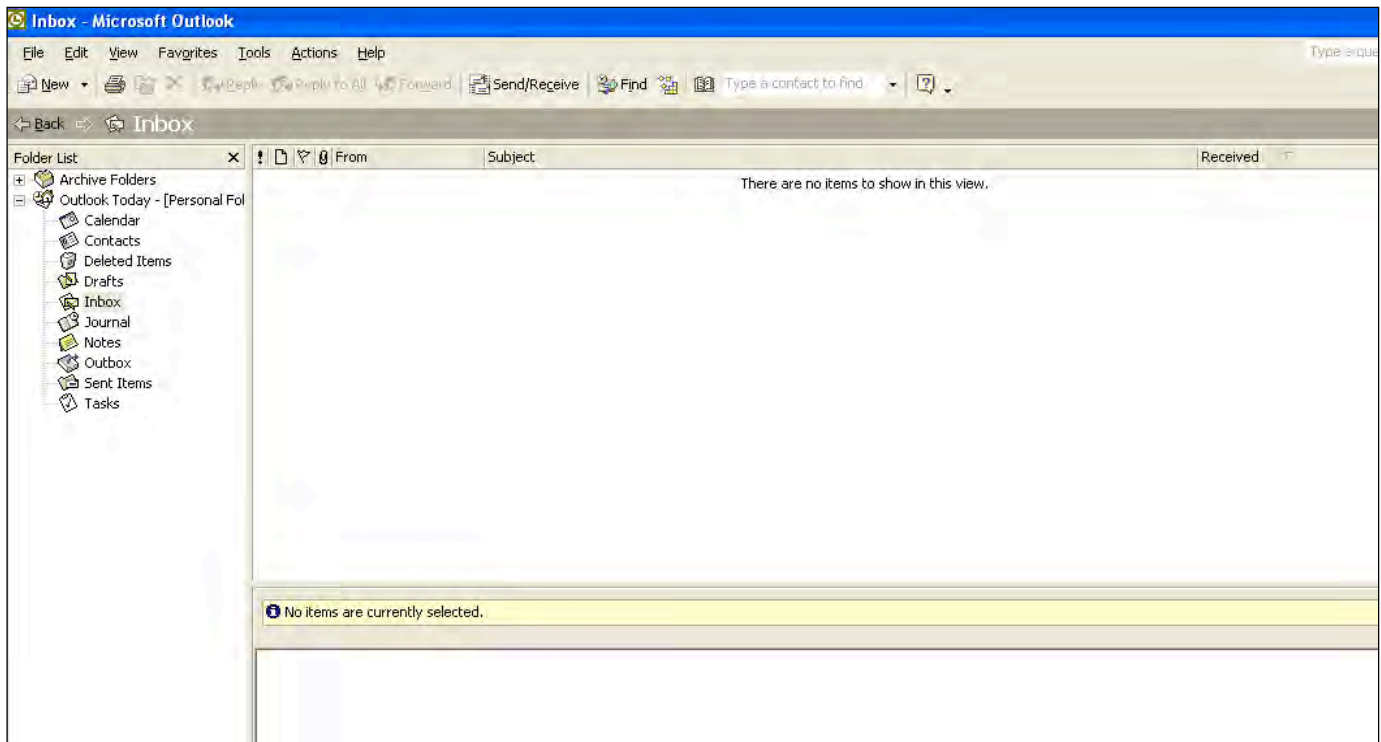 Inbox - Microsoft Outlook
File Edit View Favorites Tools Actions Help Type a que
New Reply Reply to All Forward Send/Receive Find Type a contact to find
Back Inbox
Folder List From Subject Received
Archive Folders
There are no items to show in this view.
Outlook Today - [Personal Fol
Calendar
Contacts
Deleted Items
Drafts
Inbox
Journal
Notes
Outbox
Sent Items
Tasks
No items are currently selected.